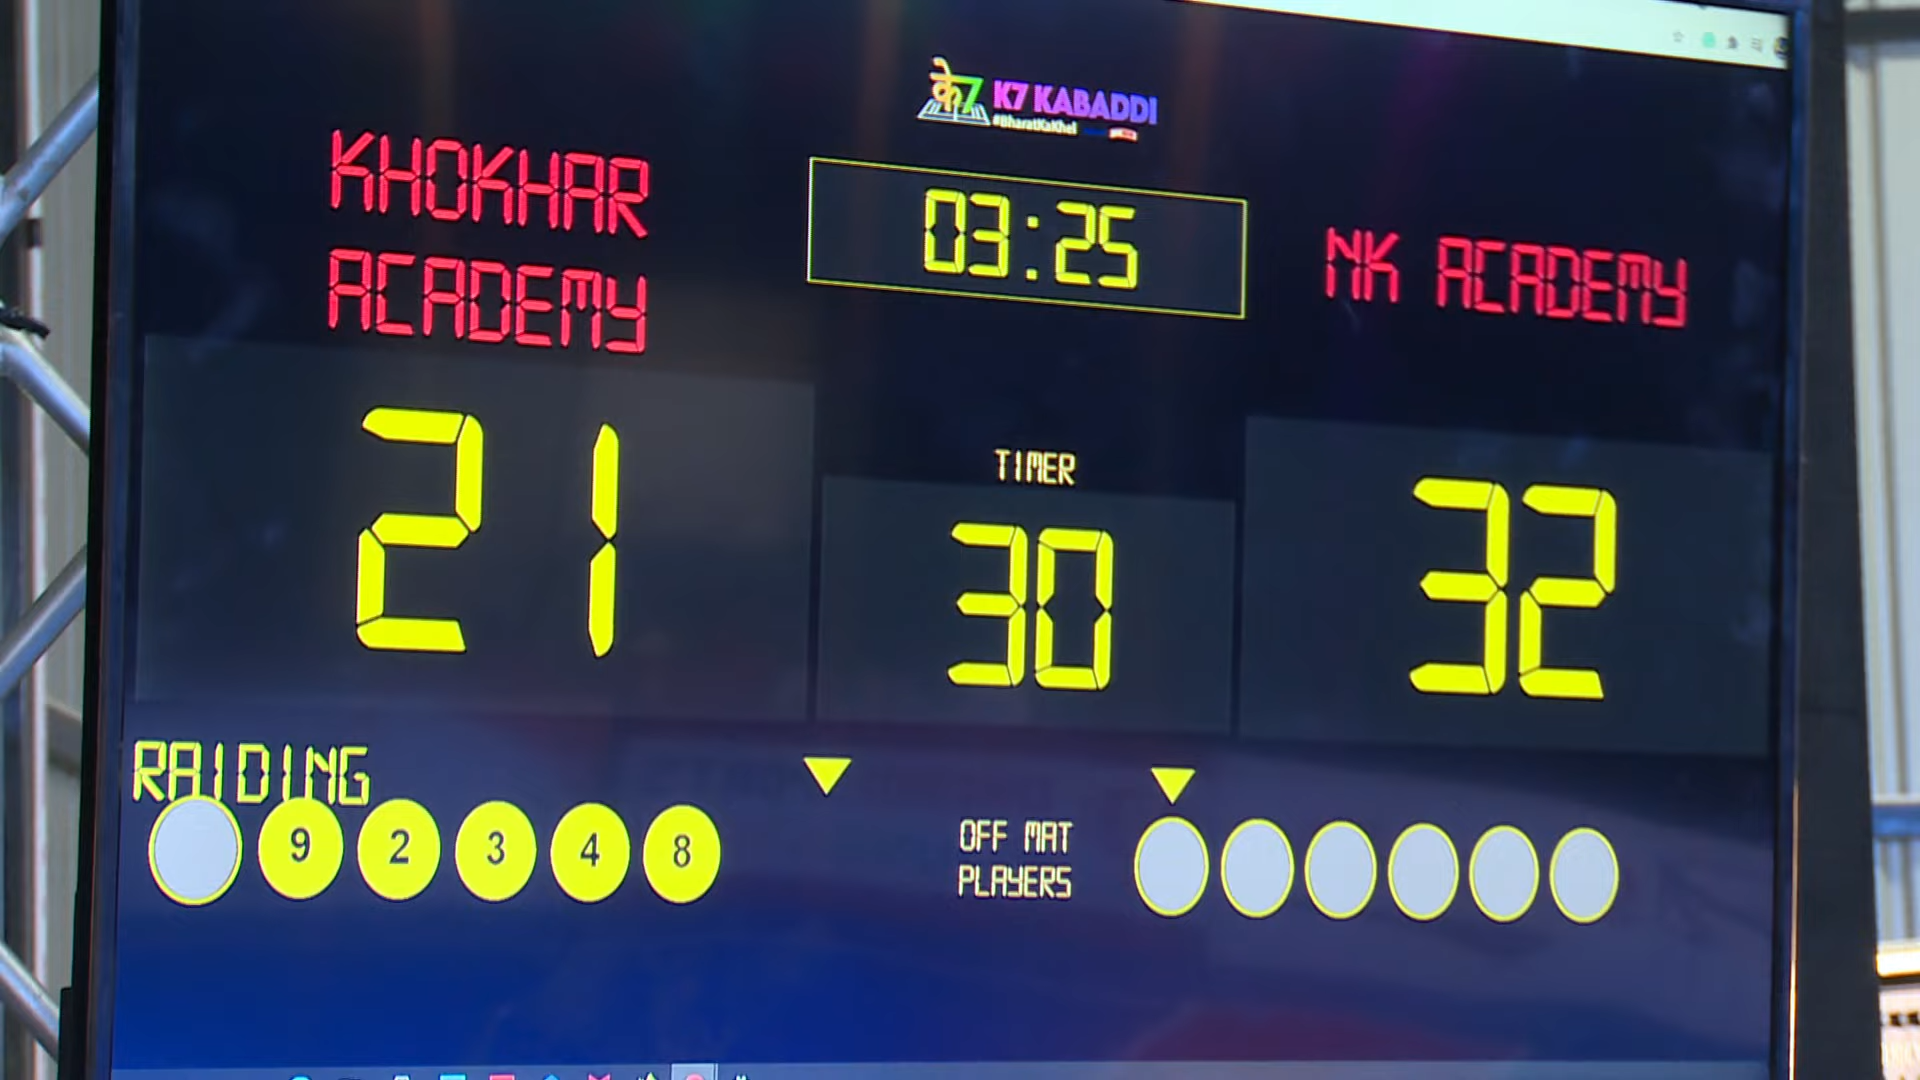 के7 K7 KABADDI
#BharatKaKhel
KHOKHAR
ACADEMY
03:25
NK ACADEMY
21
TIMER
30
32
RAIDING
9 2 3 4 8
OFF MAT
PLAYERS